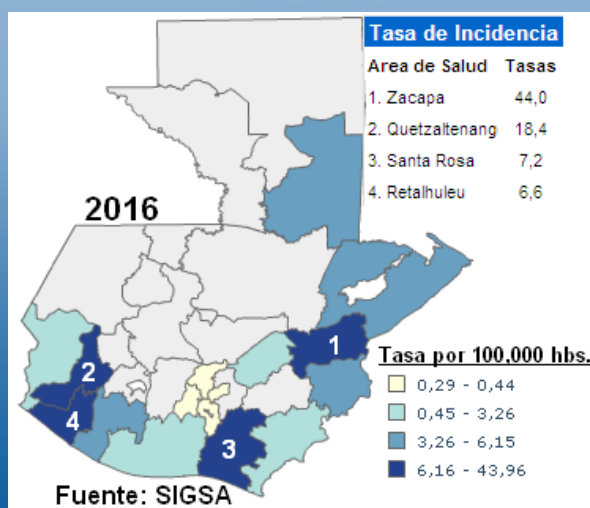 Tasa de Incidencia
Area de Salud Tasas
1. Zacapa 44,0
2. Quetzaltenang 18,4
3. Santa Rosa 7,2
4. Retalhuleu 6,6
2016
1
2
4
3
Tasa por 100,000 hbs.
0,29 - 0,44
0,45 - 3,26
3,26 - 6,15
6,16 - 43,96
Fuente: SIGSA